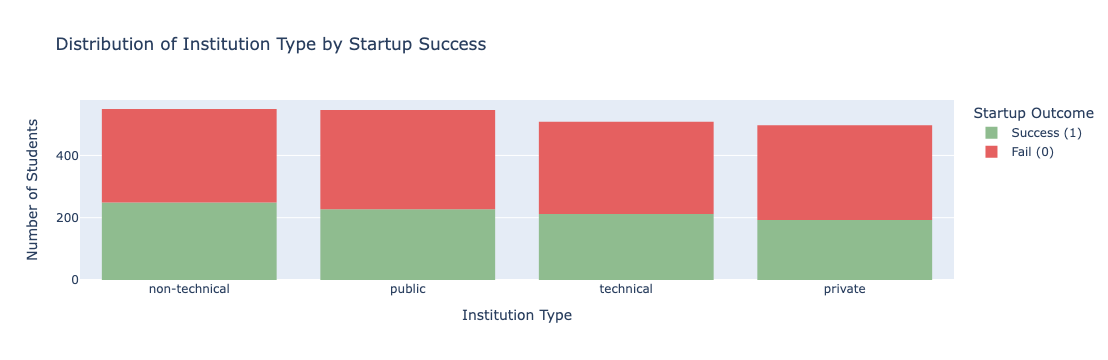 Distribution of Institution Type by Startup Success
Number of Students
400
200
0
non-technical
public
technical
private
Institution Type
Startup Outcome
Success (1)
Fail (0)